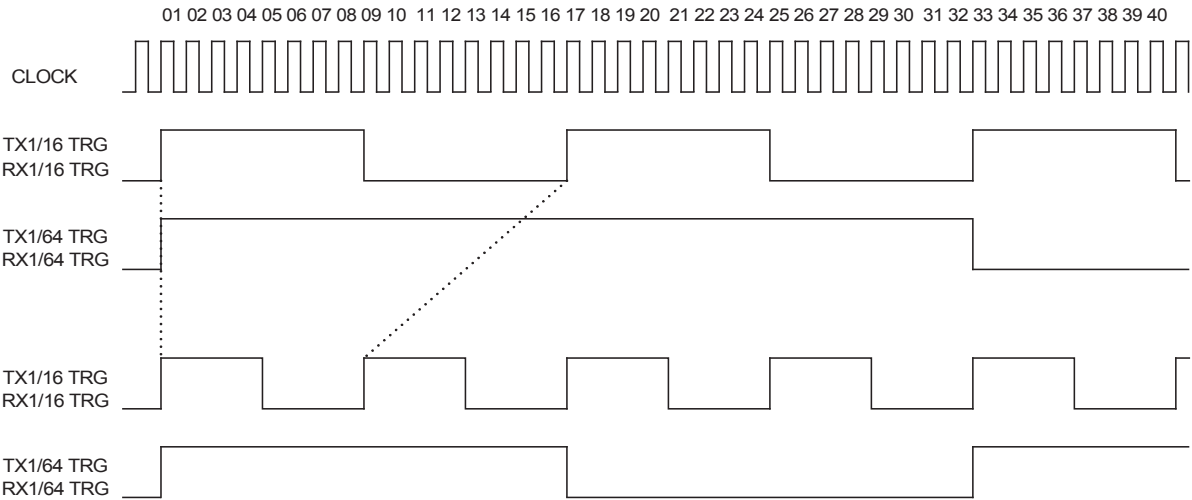 01 02 03 04 05 06 07 08 09 10 11 12 13 14 15 16 17 18 19 20 21 22 23 24 25 26 27 28 29 30 31 32 33 34 35 36 37 38 39 40
CLOCK
TX1/16 TRG
RX1/16 TRG
TX1/64 TRG
RX1/64 TRG
TX1/16 TRG
RX1/16 TRG
TX1/64 TRG
RX1/64 TRG